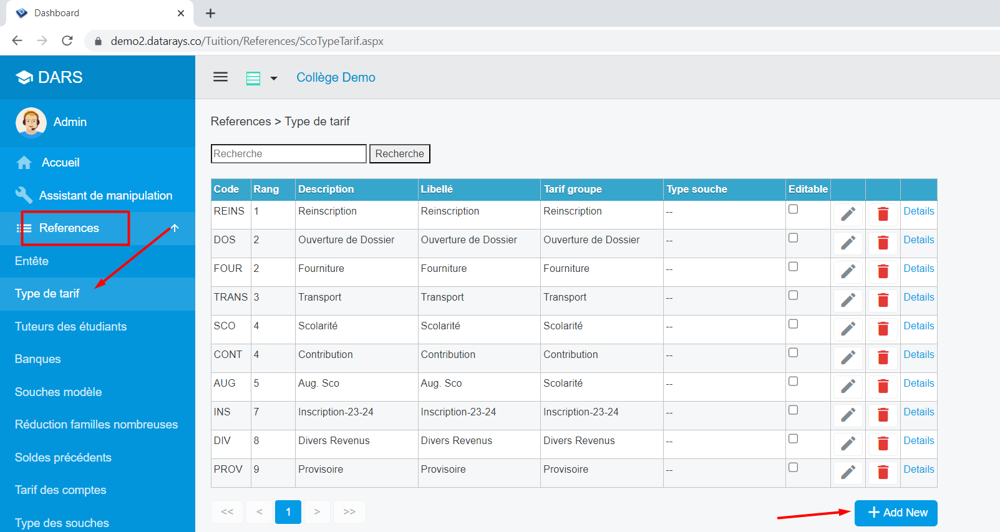 Dashboard
demo2.datarays.co/Tuition/References/ScoTypeTarif.aspx
DARS
Collège Demo
Admin
Accueil
Assistant de manipulation
References
Entête
Type de tarif
Tuteurs des étudiants
Banques
Souches modèle
Réduction familles nombreuses
Soldes précédents
Tarif des comptes
Type des souches
References > Type de tarif
Recherche Recherche
Code Rang Description Libellé Tarif groupe Type souche Editable
REINS 1 Reinscription Reinscription Reinscription -- Details
DOS 2 Ouverture de Dossier Ouverture de Dossier Ouverture de Dossier -- Details
FOUR 2 Fourniture Fourniture Fourniture -- Details
TRANS 3 Transport Transport Transport -- Details
SCO 4 Scolarité Scolarité Scolarité -- Details
CONT 4 Contribution Contribution Contribution -- Details
AUG 5 Aug. Sco Aug. Sco Scolarité -- Details
INS 7 Inscription-23-24 Inscription-23-24 Inscription-23-24 -- Details
DIV 8 Divers Revenus Divers Revenus Divers Revenus -- Details
PROV 9 Provisoire Provisoire Provisoire -- Details
<< < 1 > >>
+ Add New